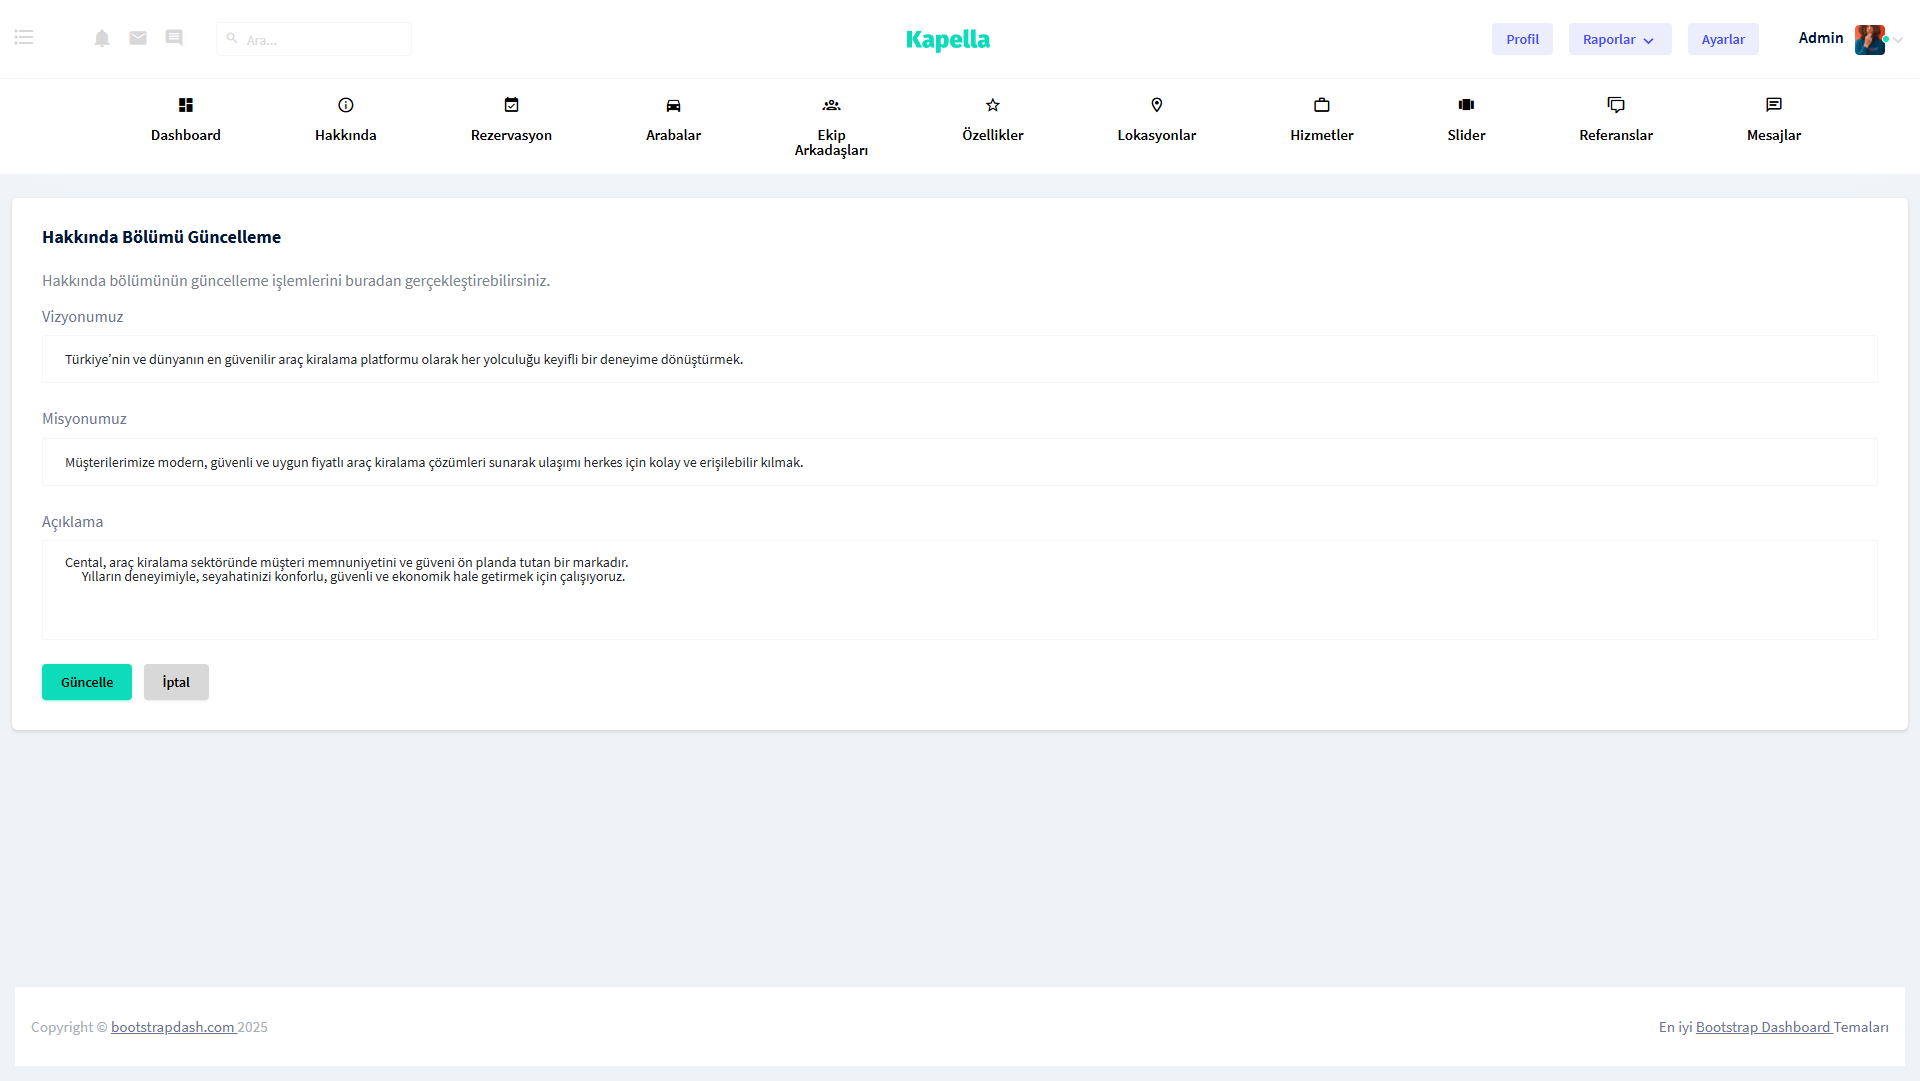 Ara...
Kapella
Profil
Raporlar
Ayarlar
Admin
Dashboard
Hakkında
Rezervasyon
Arabalar
Ekip
Arkadaşları
Özellikler
Lokasyonlar
Hizmetler
Slider
Referanslar
Mesajlar
Hakkında Bölümü Güncelleme
Hakkında bölümünün güncelleme işlemlerini buradan gerçekleştirebilirsiniz.
Vizyonumuz
Türkiye’nin ve dünyanın en güvenilir araç kiralama platformu olarak her yolculuğu keyifli bir deneyime dönüştürmek.
Misyonumuz
Müşterilerimize modern, güvenli ve uygun fiyatlı araç kiralama çözümleri sunarak ulaşımı herkes için kolay ve erişilebilir kılmak.
Açıklama
Cental, araç kiralama sektöründe müşteri memnuniyetini ve güveni ön planda tutan bir markadır.
Yılların deneyimiyle, seyahatinizi konforlu, güvenli ve ekonomik hale getirmek için çalışıyoruz.
Güncelle
İptal
Copyright © bootstrapdash.com 2025
En iyi Bootstrap Dashboard Temaları